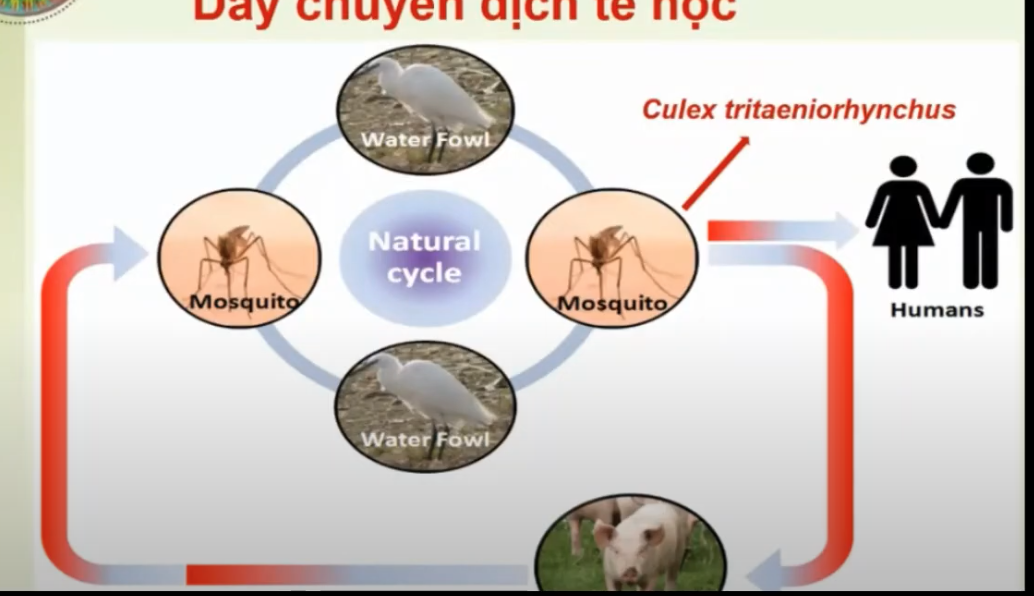 Dây chuyền dịch tễ học
Water Fowl
Culex tritaeniorhynchus
Mosquito
Natural
cycle
Mosquito
Humans
Water Fowl